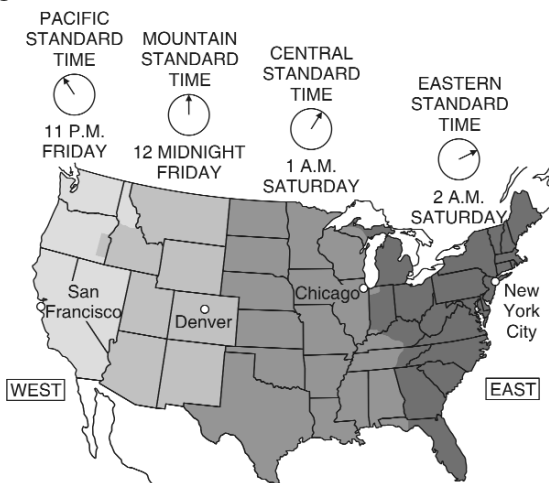 PACIFIC
STANDARD
TIME
11 P.M.
FRIDAY
MOUNTAIN
STANDARD
TIME
12 MIDNIGHT
FRIDAY
CENTRAL
STANDARD
TIME
1 A.M.
SATURDAY
EASTERN
STANDARD
TIME
2 A.M.
SATURDAY
San
Francisco
Denver
Chicago
New
York
City
WEST
EAST